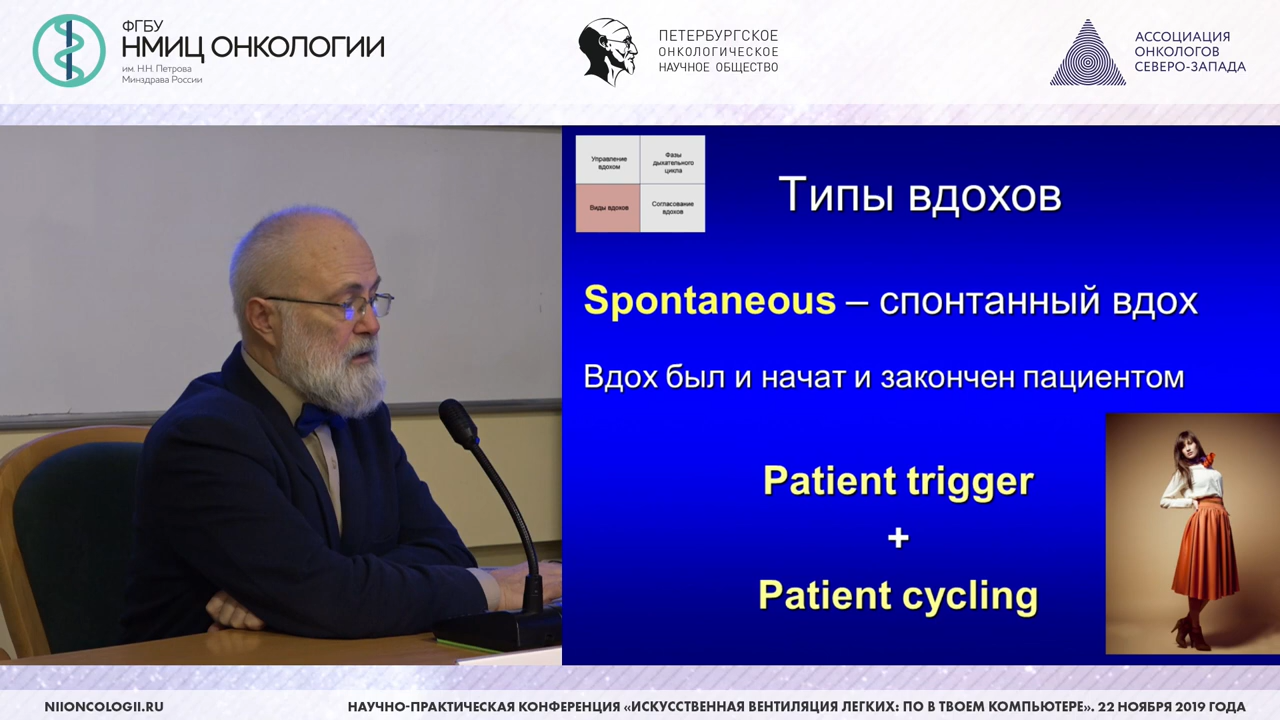 ФГБУ
НМИЦ ОНКОЛОГИИ
им. Н.Н. Петрова
Минздрава России
ПЕТЕРБУРГСКОЕ
ОНКОЛОГИЧЕСКОЕ
НАУЧНОЕ ОБЩЕСТВО
АССОЦИАЦИЯ
ОНКОЛОГОВ
СЕВЕРО-ЗАПАДА
Управление
вдохом
Фазы
дыхательного
цикла
Виды вдохов
Согласование
вдохов
Типы вдохов
Spontaneous – спонтанный вдох
Вдох был и начат и закончен пациентом
Patient trigger
+
Patient cycling
NIIONCOLOGII.RU
НАУЧНО-ПРАКТИЧЕСКАЯ КОНФЕРЕНЦИЯ «ИСКУССТВЕННАЯ ВЕНТИЛЯЦИЯ ЛЕГКИХ: ПО В ТВОЕМ КОМПЬЮТЕРЕ». 22 НОЯБРЯ 2019 ГОДА